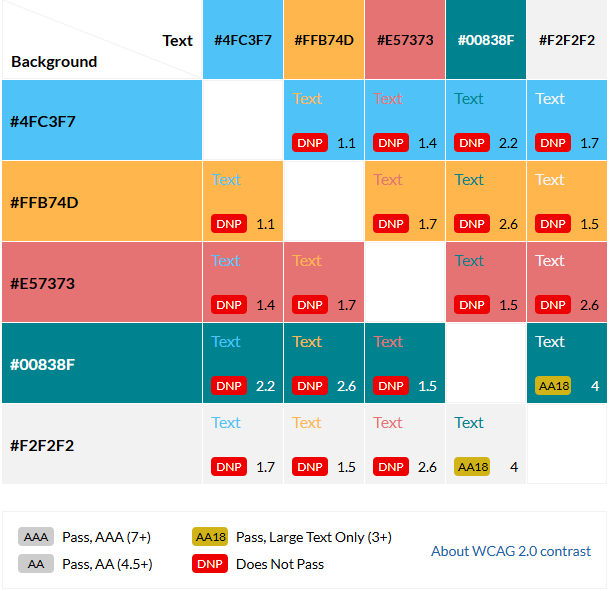 Text #4FC3F7 #FFB74D #E57373 #00838F #F2F2F2
Background
#4FC3F7 Text Text Text Text
DNP 1.1 DNP 1.4 DNP 2.2 DNP 1.7
#FFB74D Text Text Text Text
DNP 1.1 DNP 1.7 DNP 2.6 DNP 1.5
#E57373 Text Text Text Text
DNP 1.4 DNP 1.7 DNP 1.5 DNP 2.6
#00838F Text Text Text Text
DNP 2.2 DNP 2.6 DNP 1.5 AA18 4
#F2F2F2 Text Text Text Text
DNP 1.7 DNP 1.5 DNP 2.6 AA18 4
AAA Pass, AAA (7+) AA18 Pass, Large Text Only (3+)
About WCAG 2.0 contrast
AA Pass, AA (4.5+) DNP Does Not Pass